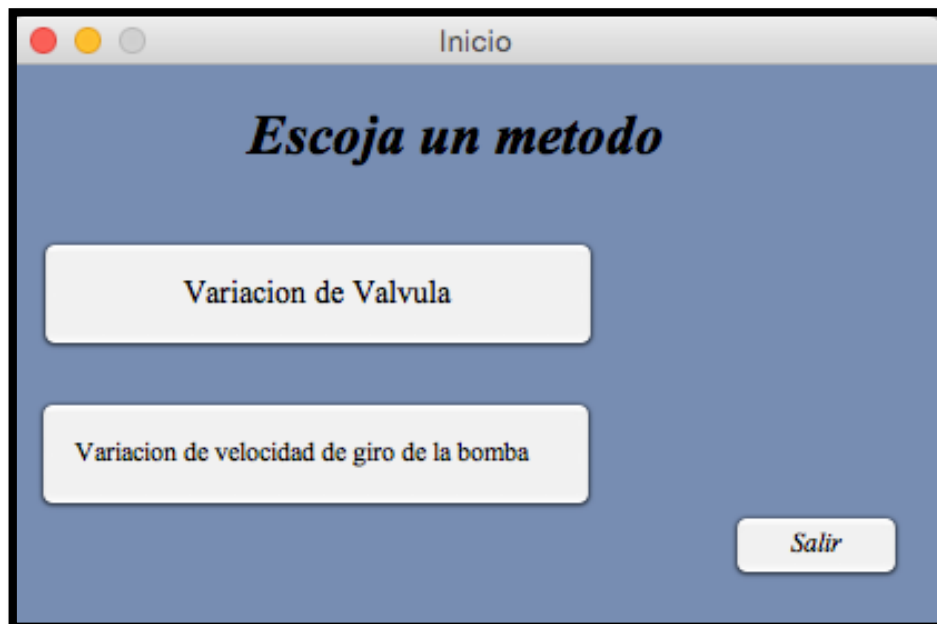 Inicio
Escoja un metodo
Variacion de Valvula
Variacion de velocidad de giro de la bomba
Salir